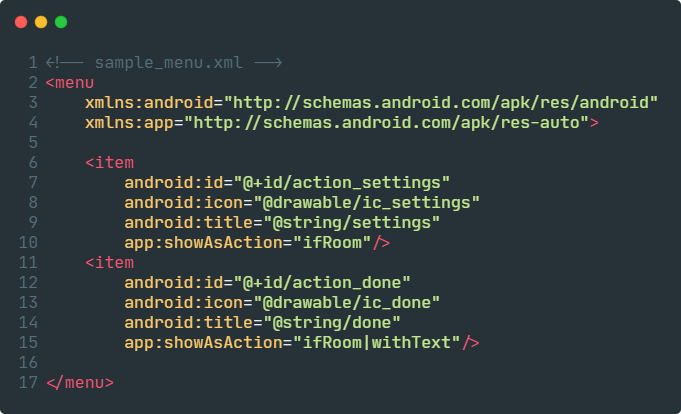 1 <!-- sample_menu.xml -->
2 <menu
3 xmlns:android="http://schemas.android.com/apk/res/android"
4 xmlns:app="http://schemas.android.com/apk/res-auto">
5
6 <item
7 android:id="@+id/action_settings"
8 android:icon="@drawable/ic_settings"
9 android:title="@string/settings"
10 app:showAsAction="ifRoom"/>
11 <item
12 android:id="@+id/action_done"
13 android:icon="@drawable/ic_done"
14 android:title="@string/done"
15 app:showAsAction="ifRoom|withText"/>
16
17 </menu>